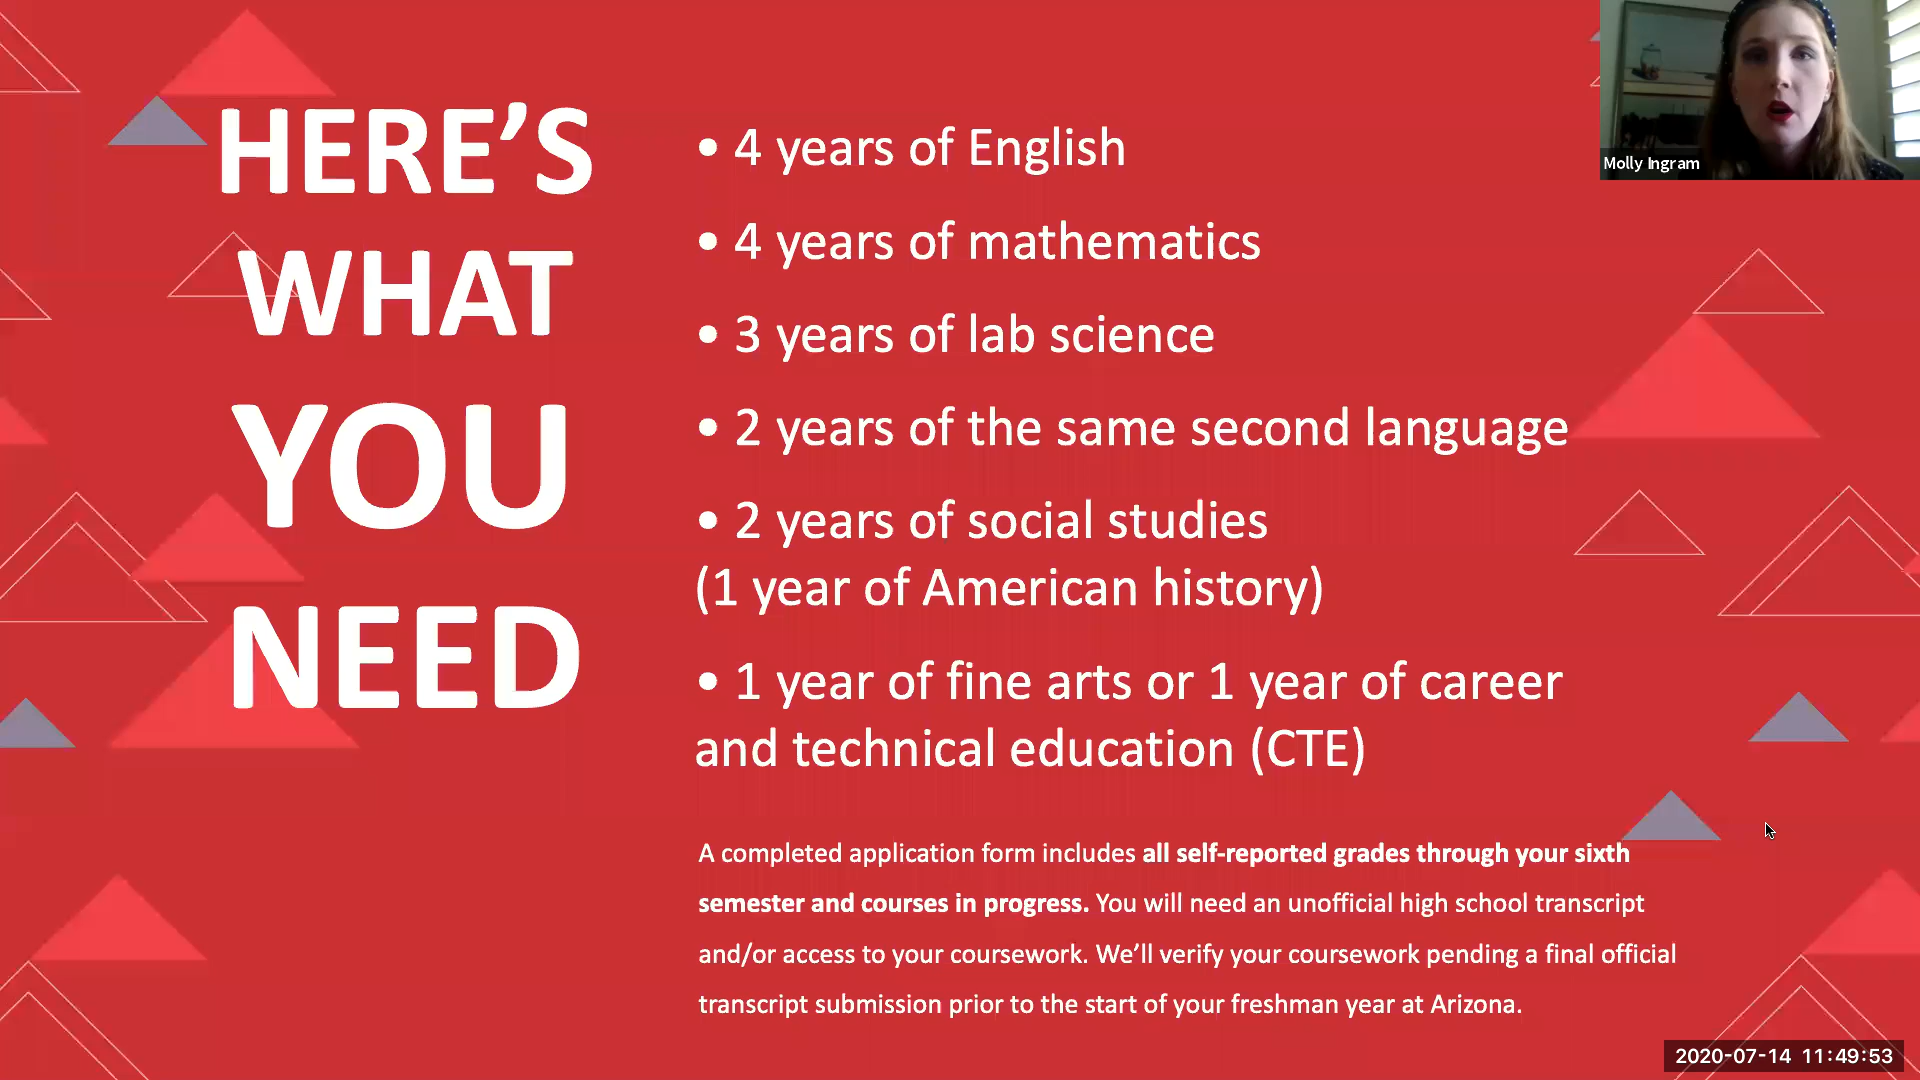 HERE’S
WHAT
YOU
NEED
• 4 years of English
• 4 years of mathematics
• 3 years of lab science
• 2 years of the same second language
• 2 years of social studies
(1 year of American history)
• 1 year of fine arts or 1 year of career
and technical education (CTE)
A completed application form includes all self-reported grades through your sixth
semester and courses in progress. You will need an unofficial high school transcript
and/or access to your coursework. We’ll verify your coursework pending a final official
transcript submission prior to the start of your freshman year at Arizona.
Molly Ingram
2020-07-14 11:49:53